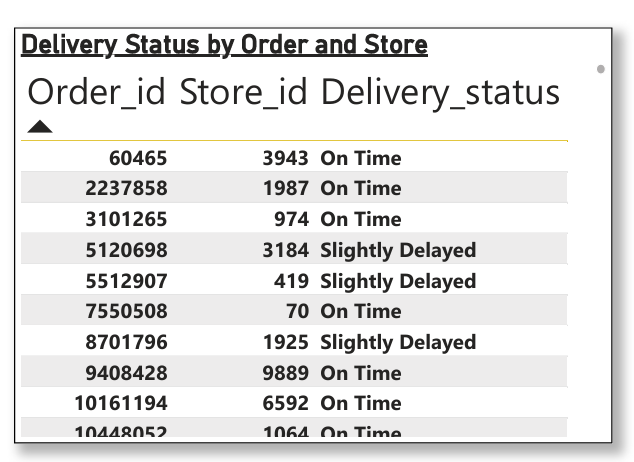 Delivery Status by Order and Store
Order_id Store_id Delivery_status
60465 3943 On Time
2237858 1987 On Time
3101265 974 On Time
5120698 3184 Slightly Delayed
5512907 419 Slightly Delayed
7550508 70 On Time
8701796 1925 Slightly Delayed
9408428 9889 On Time
10161194 6592 On Time
10448052 1064 On Time